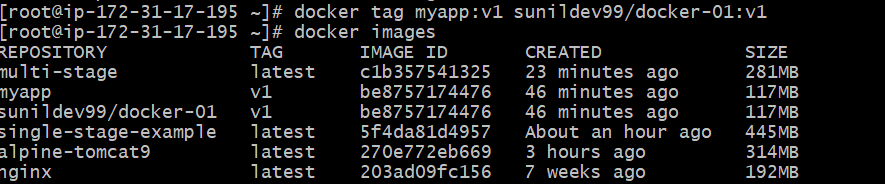 [root@ip-172-31-17-195 ~]# docker tag myapp:v1 sunildev99/docker-01:v1
[root@ip-172-31-17-195 ~]# docker images
REPOSITORY TAG IMAGE ID CREATED SIZE
multi-stage latest c1b357541325 23 minutes ago 281MB
myapp v1 be8757174476 46 minutes ago 117MB
sunildev99/docker-01 v1 be8757174476 46 minutes ago 117MB
single-stage-example latest 5f4da81d4957 About an hour ago 445MB
alpine-tomcat9 latest 270e772eb669 3 hours ago 314MB
nginx latest 203ad09fc156 7 weeks ago 192MB